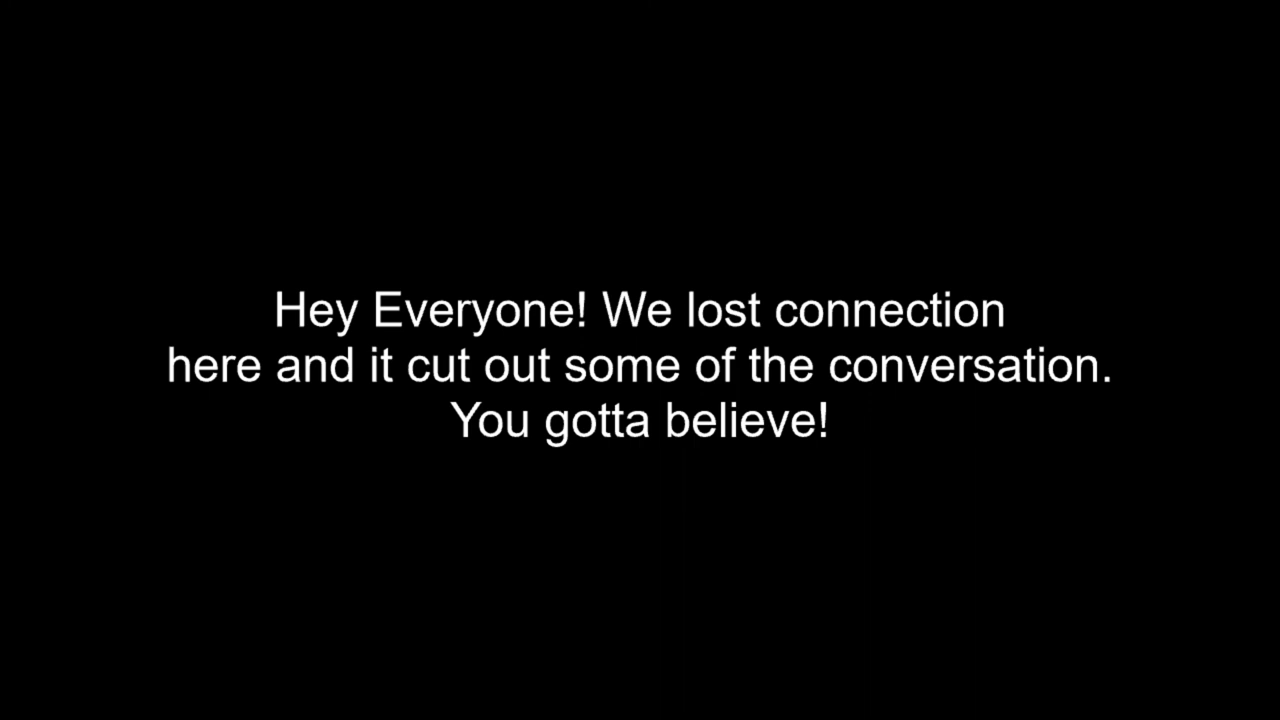 Hey Everyone! We lost connection
here and it cut out some of the conversation.
You gotta believe!